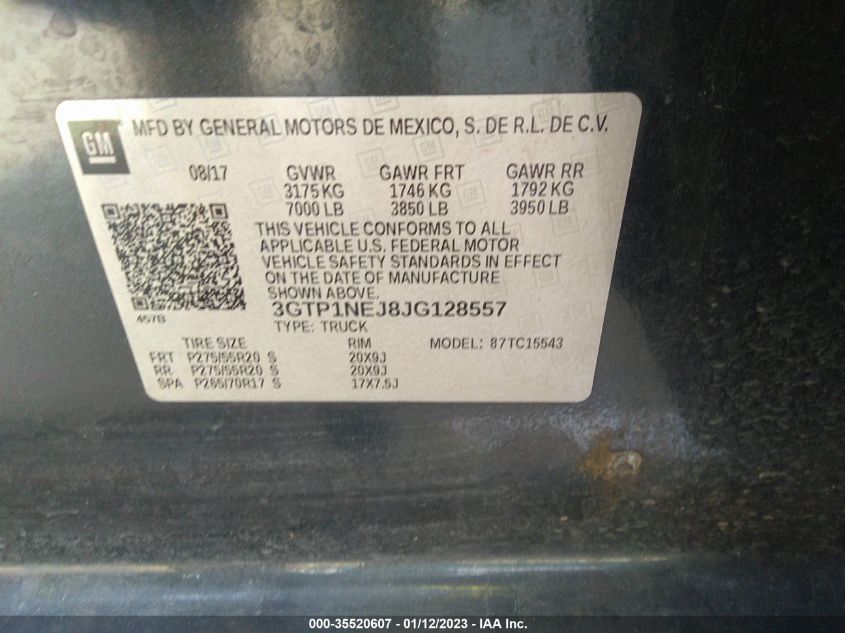 GM MFD BY GENERAL MOTORS DE MEXICO, S. DE R.L. DE C.V.
08/17 GVWR GAWR FRT GAWR RR
3175 KG 1746 KG 1792 KG
7000 LB 3850 LB 3950 LB
THIS VEHICLE CONFORMS TO ALL
APPLICABLE U.S. FEDERAL MOTOR
VEHICLE SAFETY STANDARDS IN EFFECT
ON THE DATE OF MANUFACTURE
SHOWN ABOVE.
3GTP1NEJ8JG128557
457B
TYPE: TRUCK
TIRE SIZE RIM MODEL: 87TC15543
FRT P275/55R20 S 20X9J
RR P275/55R20 S 20X9J
SPA P265/70R17 S 17X7.5J
000-35520607 - 01/12/2023 - IAA Inc.